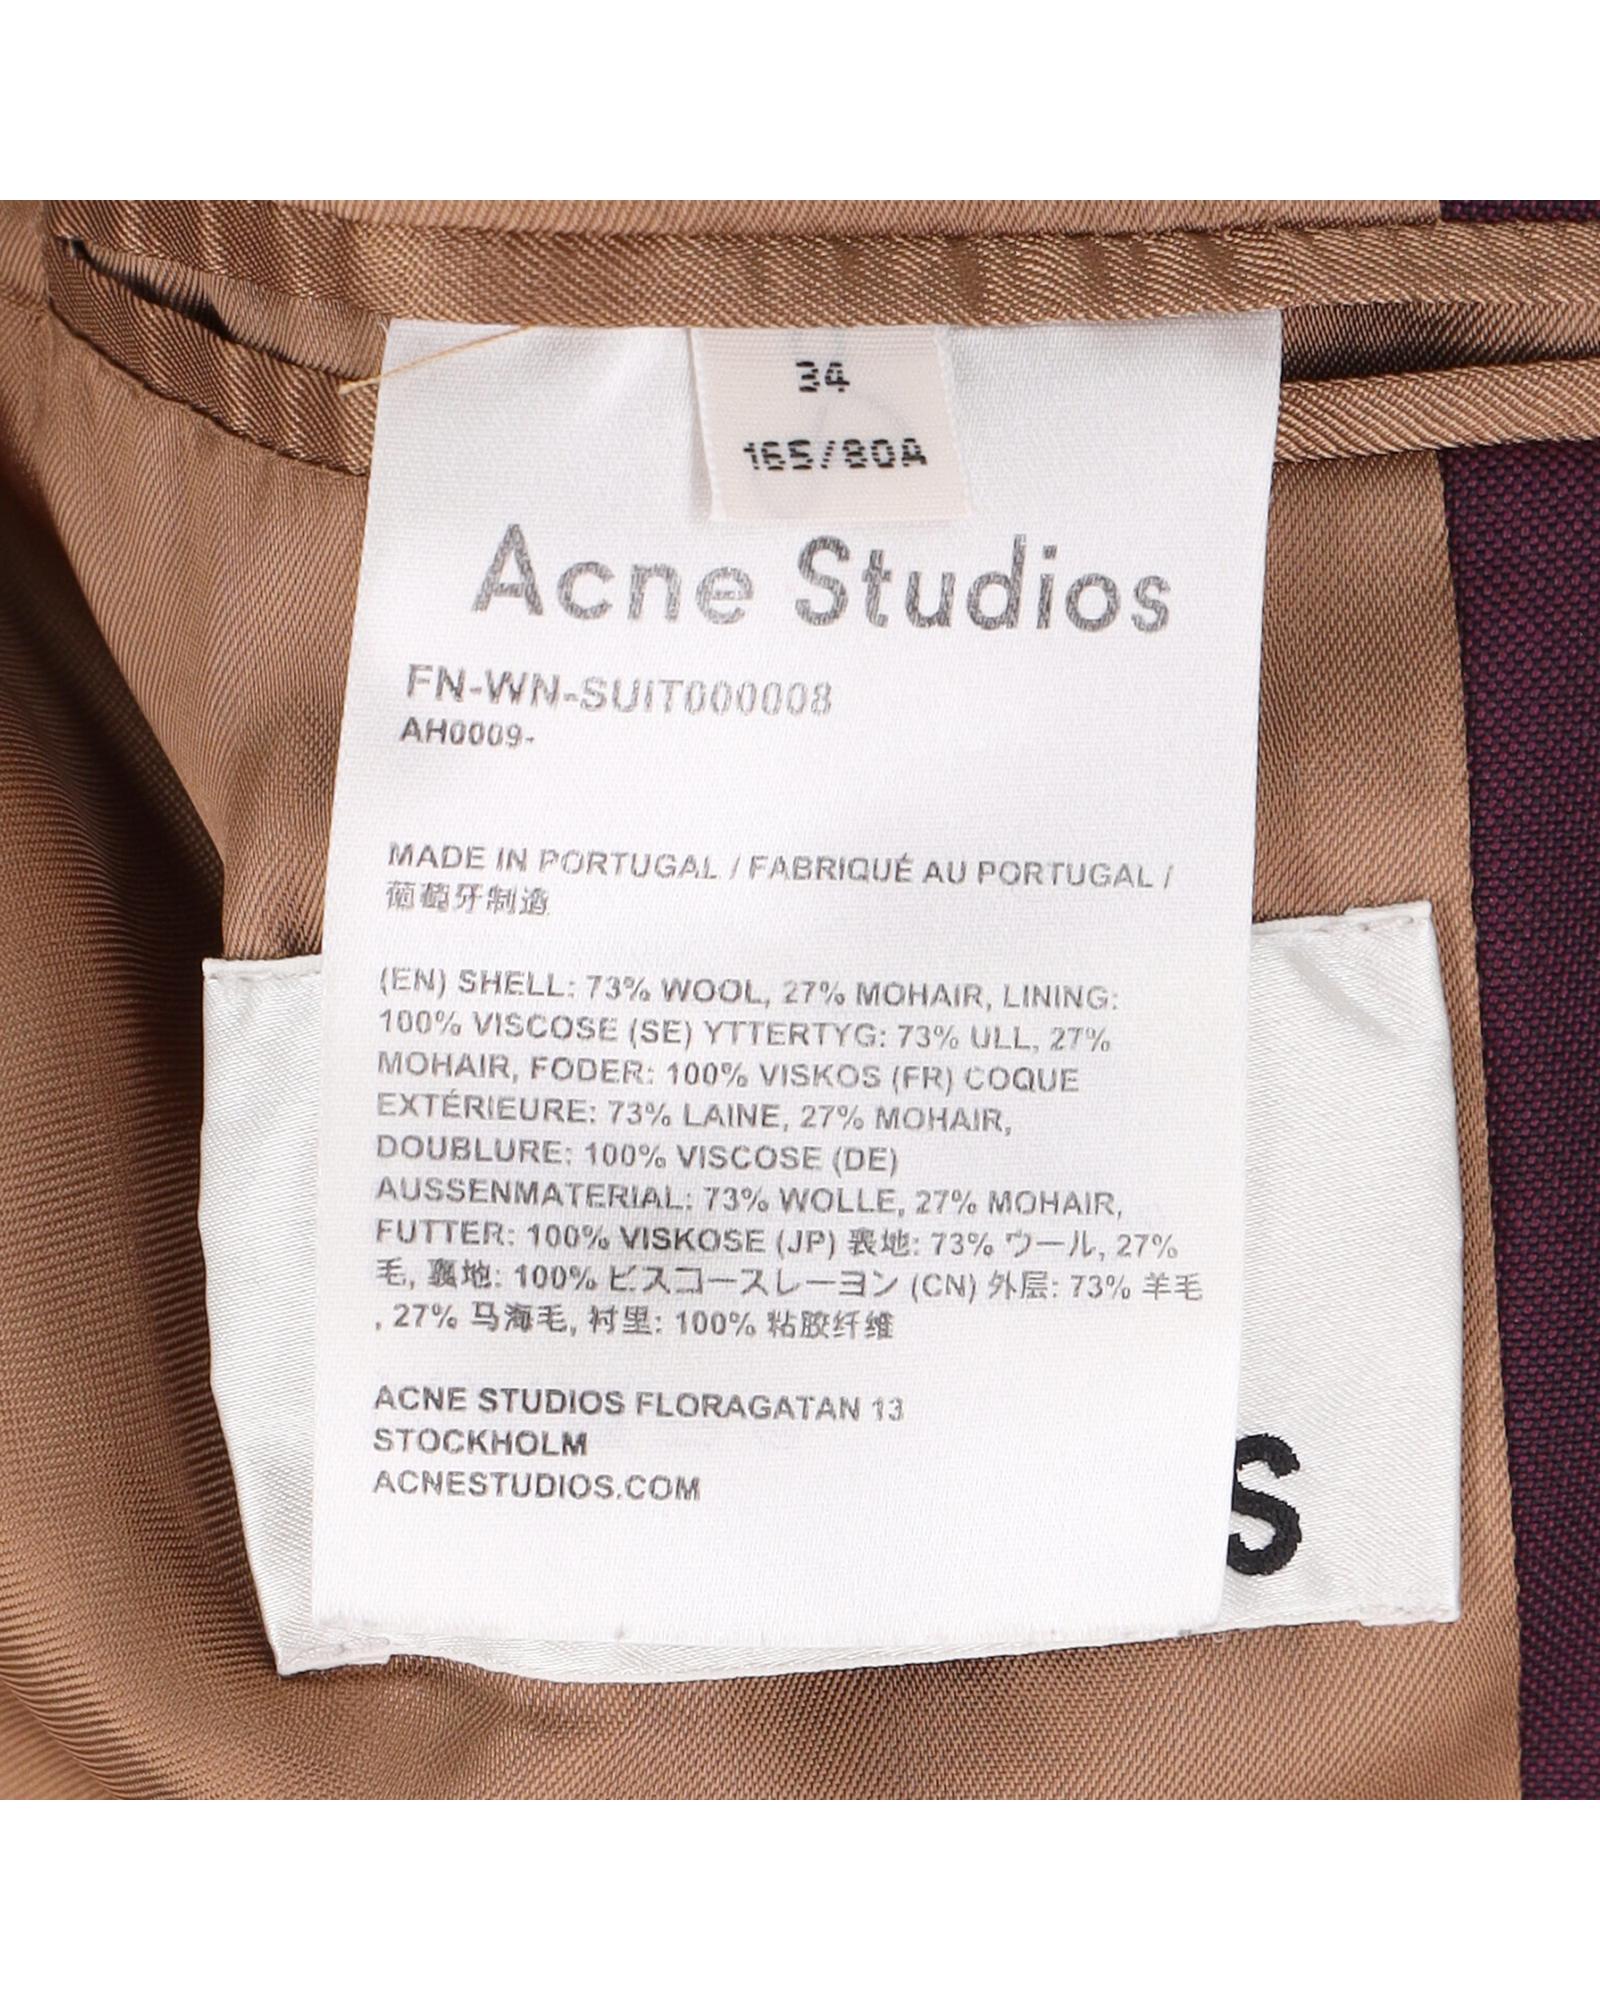 34
165/80A
Acne Studios
FN-WN-SUIT000008
AH0009-
MADE IN PORTUGAL / FABRIQUÉ AU PORTUGAL /
葡萄牙制造
(EN) SHELL: 73% WOOL, 27% MOHAIR, LINING:
100% VISCOSE (SE) YTTERTYG: 73% ULL, 27%
MOHAIR, FODER: 100% VISKOS (FR) COQUE
EXTÉRIEURE: 73% LAINE, 27% MOHAIR,
DOUBLURE: 100% VISCOSE (DE)
AUSSENMATERIAL: 73% WOLLE, 27% MOHAIR,
FUTTER: 100% VISKOSE (JP) 表地: 73% ウール, 27%
毛, 裏地: 100% ビスコースレーヨン (CN) 外层: 73% 羊毛
, 27% 马海毛, 衬里: 100% 粘胶纤维
ACNE STUDIOS FLORAGATAN 13
STOCKHOLM
ACNESTUDIOS.COM
S